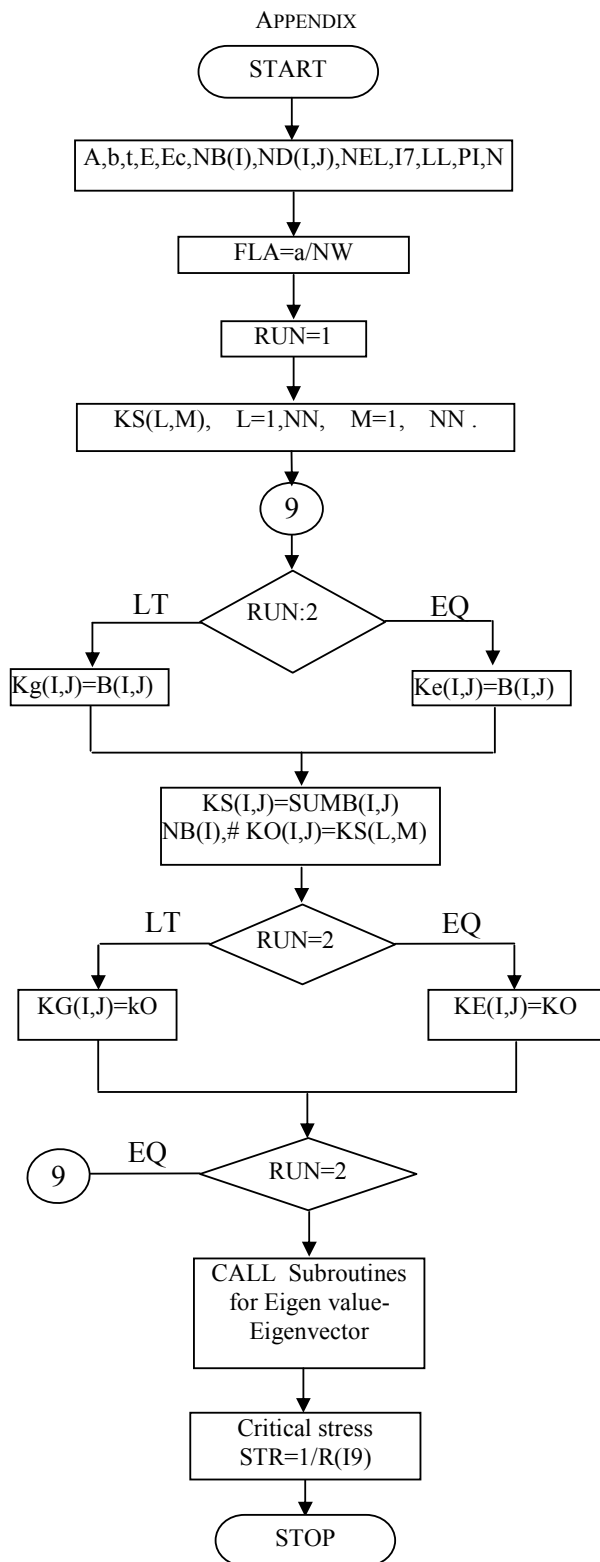 APPENDIX
START
A,b,t,E,Ec,NB(I),ND(I,J),NEL,I7,LL,PI,N
FLA=a/NW
RUN=1
KS(L,M), L=1,NN, M=1, NN .
9
LT
RUN:2
EQ
Kg(I,J)=B(I,J)
Ke(I,J)=B(I,J)
KS(I,J)=SUMB(I,J)
NB(I),# KO(I,J)=KS(L,M)
LT
RUN=2
EQ
KG(I,J)=kO
KE(I,J)=KO
9
EQ
RUN=2
CALL Subroutines
for Eigen value-
Eigenvector
Critical stress
STR=1/R(I9)
STOP